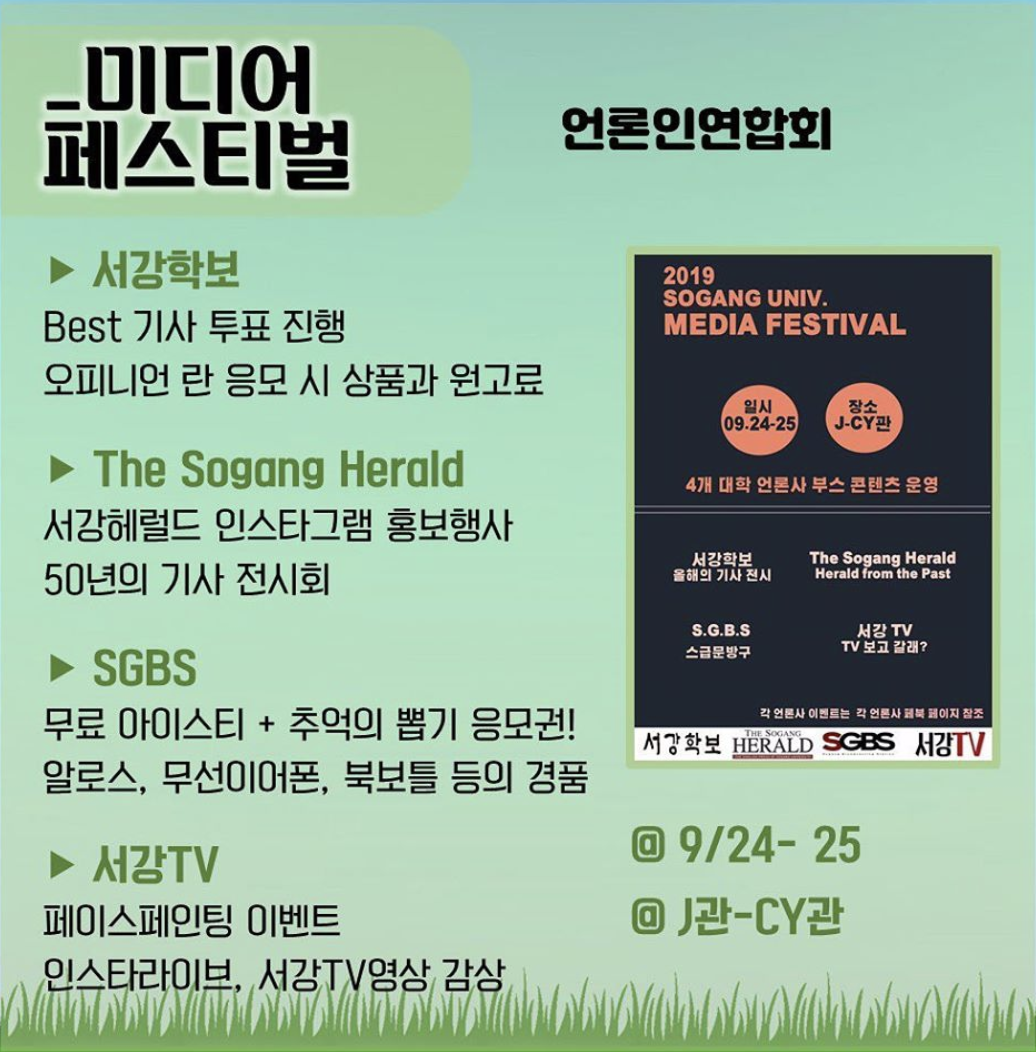 _미디어
페스티벌
언론인연합회
▶ 서강학보
Best 기사 투표 진행
오피니언 란 응모 시 상품과 원고료
▶ The Sogang Herald
서강헤럴드 인스타그램 홍보행사
50년의 기사 전시회
▶ SGBS
무료 아이스티 + 추억의 뽑기 응모권!
알로스, 무선이어폰, 북보틀 등의 경품
▶ 서강TV
페이스페인팅 이벤트
인스타라이브, 서강TV영상 감상
2019
SOGANG UNIV.
MEDIA FESTIVAL
일시
09.24-25
장소
J-CY관
4개 대학 언론사 부스 콘텐츠 운영
서강학보
올해의 기사 전시
The Sogang Herald
Herald from the Past
S.G.B.S
스급문방구
서강 TV
TV 보고 갈래?
각 언론사 이벤트는 각 언론사 페북 페이지 참조
서강학보
THE SOGANG
HERALD
SGBS
서강TV
@ 9/24- 25
@ J관-CY관